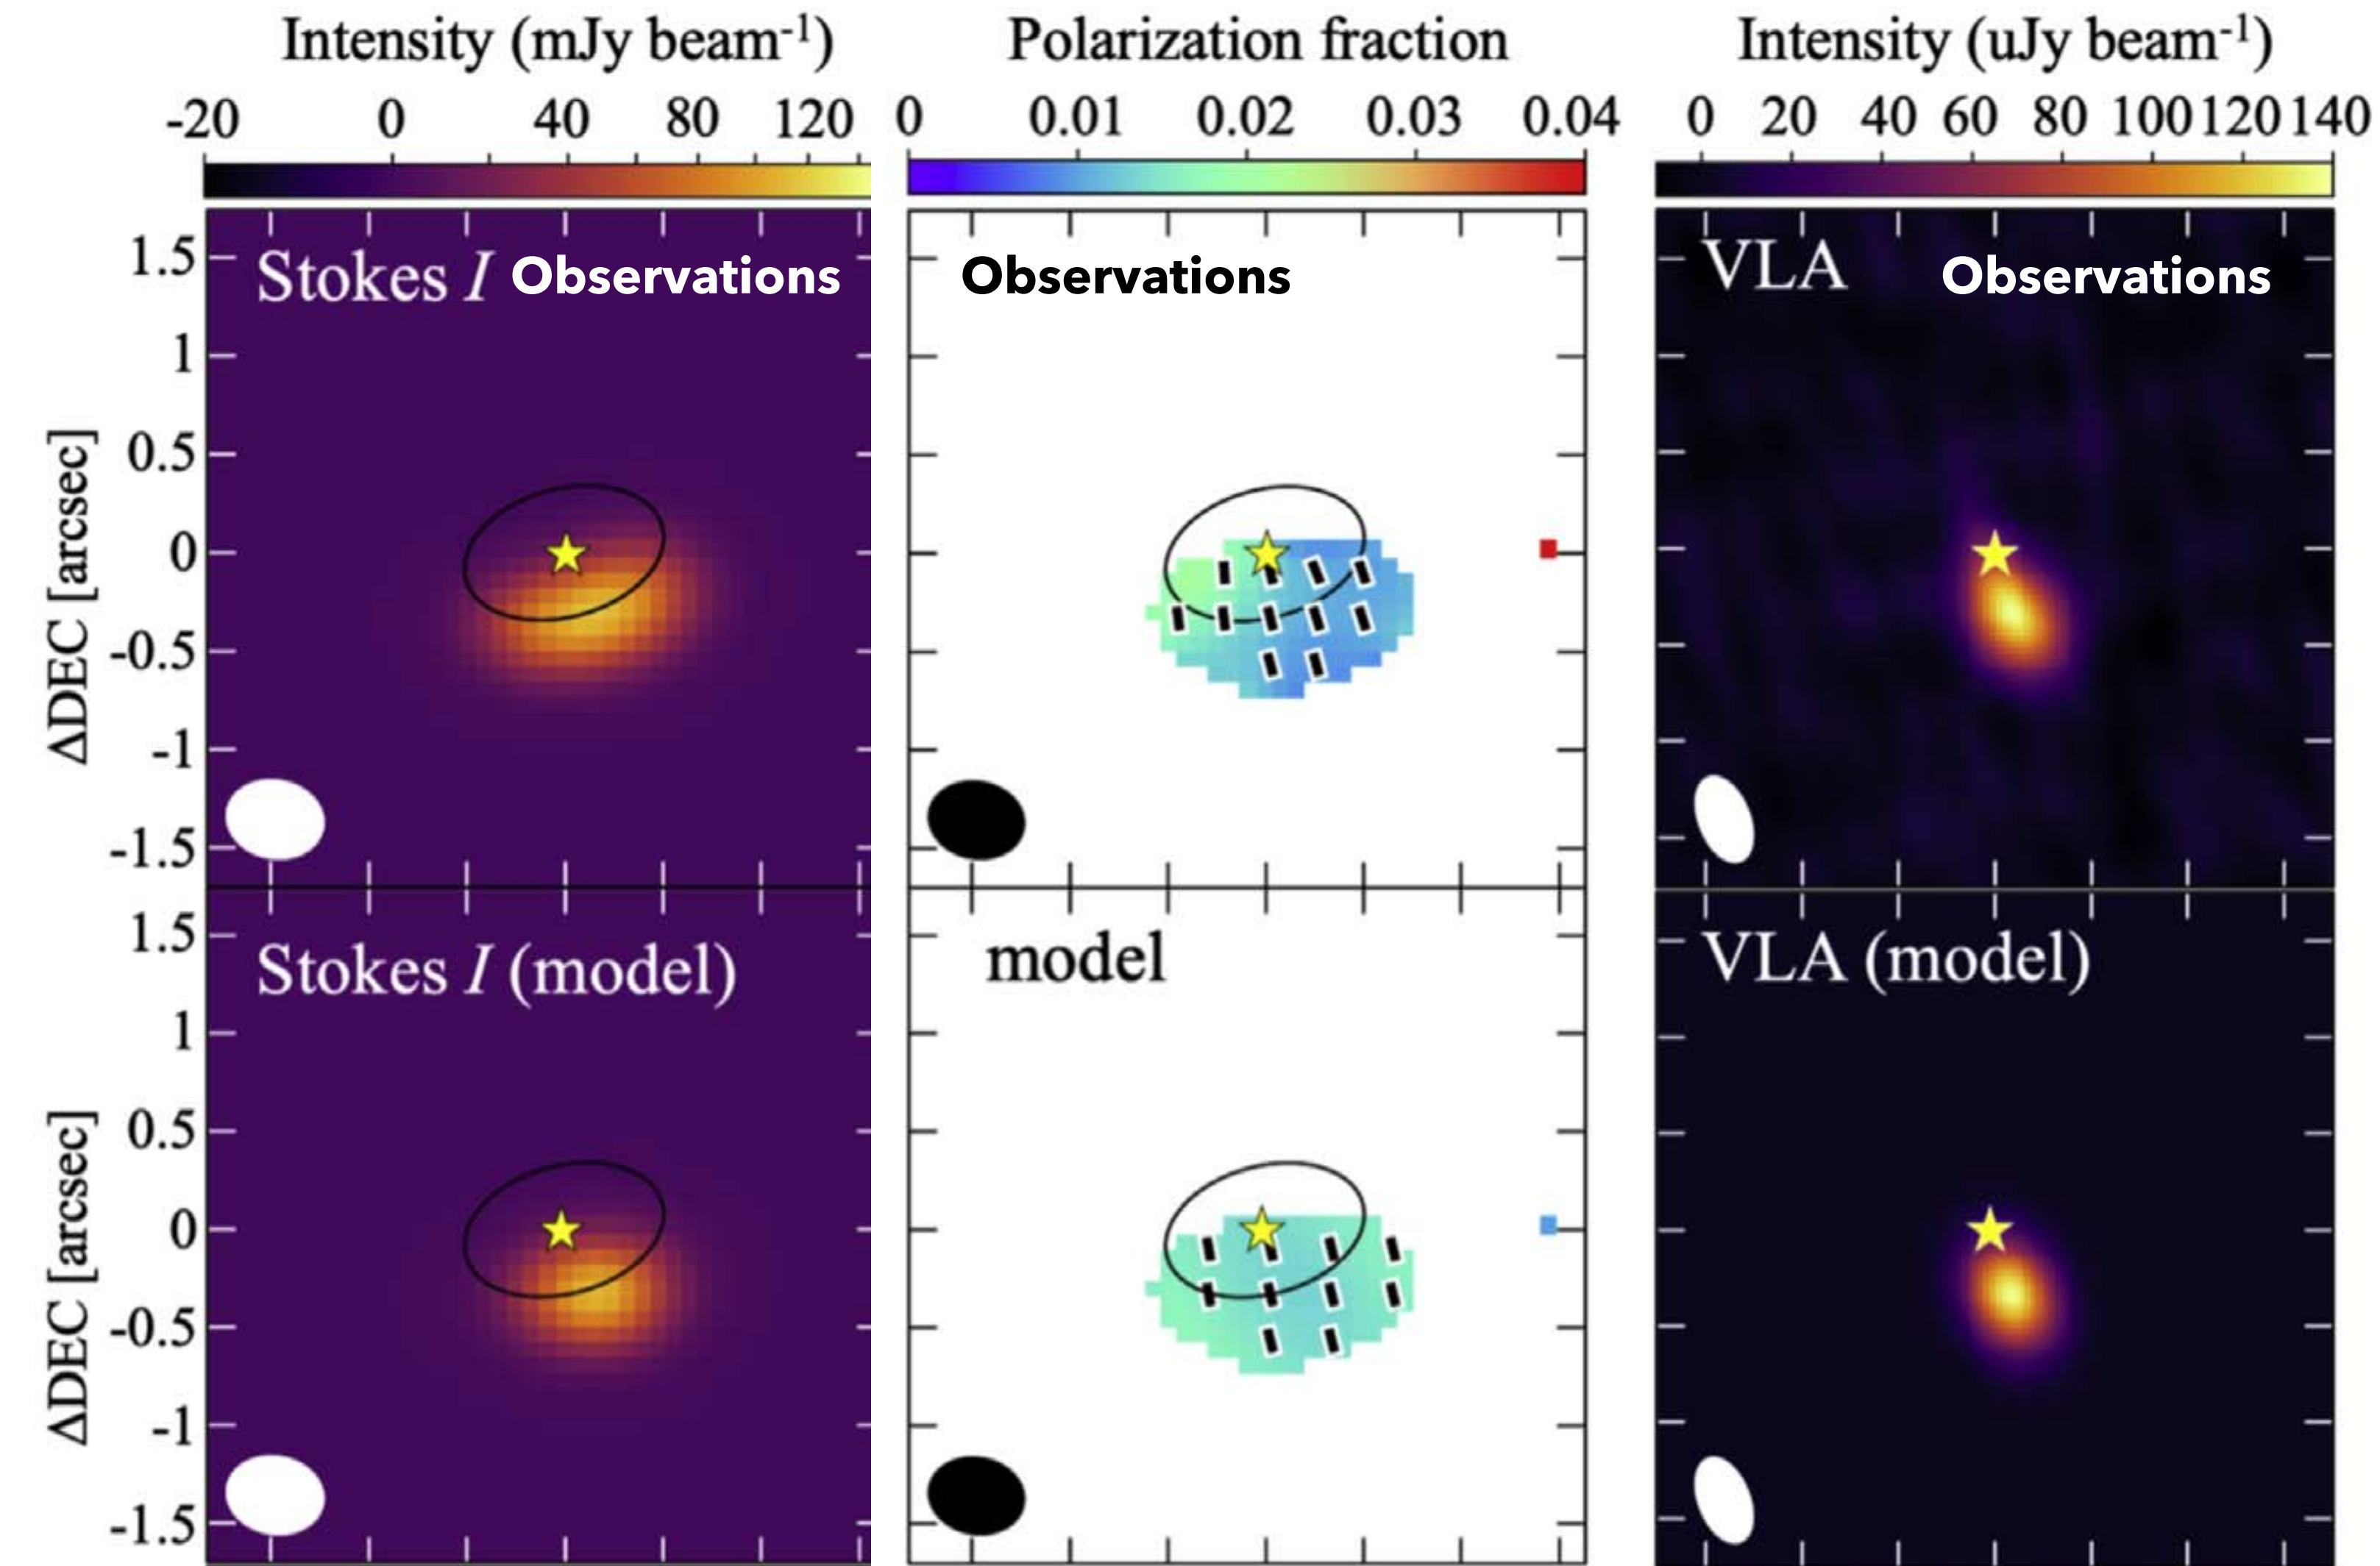 Intensity (mJy beam⁻¹) Polarization fraction Intensity (uJy beam⁻¹)
-20 0 40 80 120 0 0.01 0.02 0.03 0.04 0 20 40 60 80 100 120 140
Stokes I Observations Observations VLA Observations
1.5
1
0.5
0
-0.5
-1
-1.5
ΔDEC [arcsec]
Stokes I (model) model VLA (model)
1.5
1
0.5
0
-0.5
-1
-1.5
ΔDEC [arcsec]